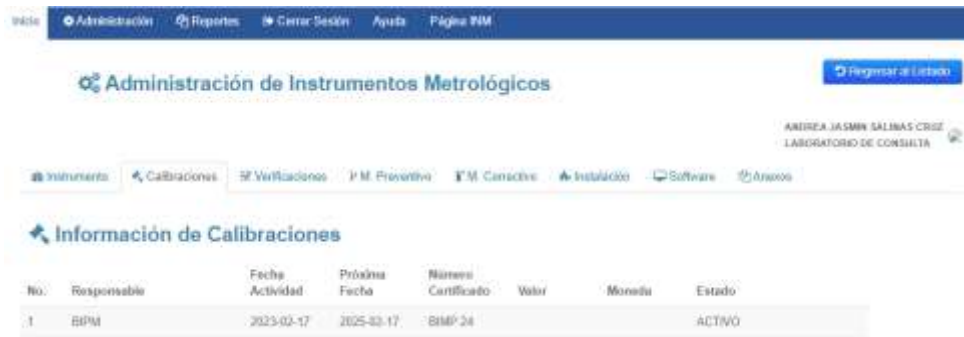 Inicio Administración Reportes Cerrar Sesión Ayuda Página INM
Administración de Instrumentos Metrológicos
Regresar al Listado
ANDREA JASMIN SALINAS CRUZ
LABORATORIO DE CONSULTA
Instrumento Calibraciones Verificaciones M. Preventivo M. Correctivo Instalación Software Anexos
Información de Calibraciones
No. Responsable Fecha Actividad Próxima Fecha Número Certificado Valor Moneda Estado
1 BIPM 2023-02-17 2025-02-17 BIMP 24 ACTIVO